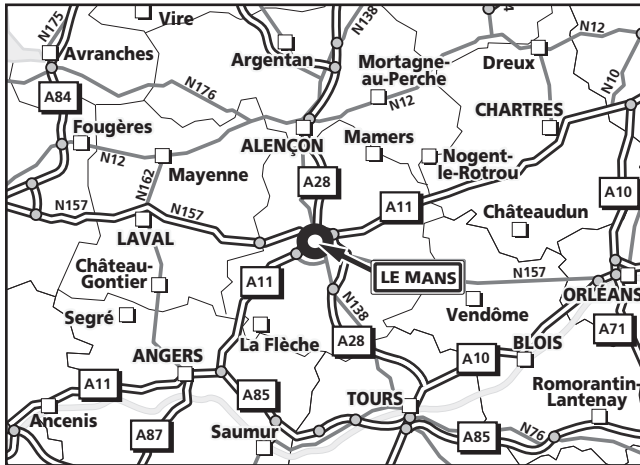 N175
Vire
N138
4
N12
Avranches
Argentan
Mortagne-
au-Perche
Dreux
N10
A84
N176
N12
CHARTRES
Fougères
ALENÇON
Mamers
N12
Mayenne
N162
A28
Nogent-
le-Rotrou
A10
N157
N157
A11
Châteaudun
LAVAL
Château-
Gontier
A11
LE MANS
N157
ORLÉANS
N138
Vendôme
Segré
La Flèche
A28
BLOIS
A71
ANGERS
A10
A11
A85
TOURS
Romorantin-
Lantenay
Ancenis
A87
Saumur
A85
N76